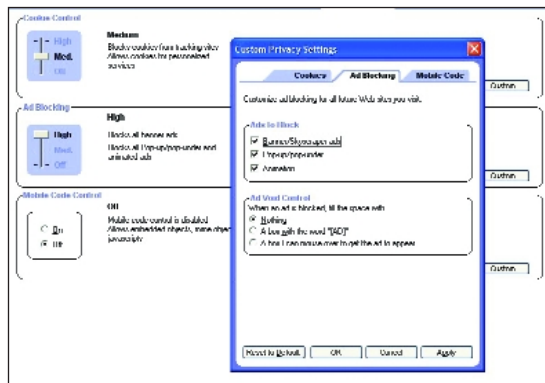 Cookie Control
High
Med.
Off
Medium
Blocks cookies from tracking sites
Allows cookies for personalized
services
Custom
Ad Blocking
High
Med.
Off
High
Blocks all banner ads
Blocks all Pop-up/pop-under and
animated ads
Custom
Mobile Code Control
On
Off
Off
Mobile code control is disabled
Allows embedded objects, some
javascripts
Custom
Custom Privacy Settings
Cookies
Ad Blocking
Mobile Code
Customize ad blocking for all future Web sites you visit.
Ads to Block
Banner/Skyscraper ads
Pop-up/pop-under
Animation
Ad Void Control
When an ad is blocked, fill the space with
Nothing
A box with the word "[AD]"
A box I can mouse over to get the ad to appear
Reset to Default
OK
Cancel
Apply